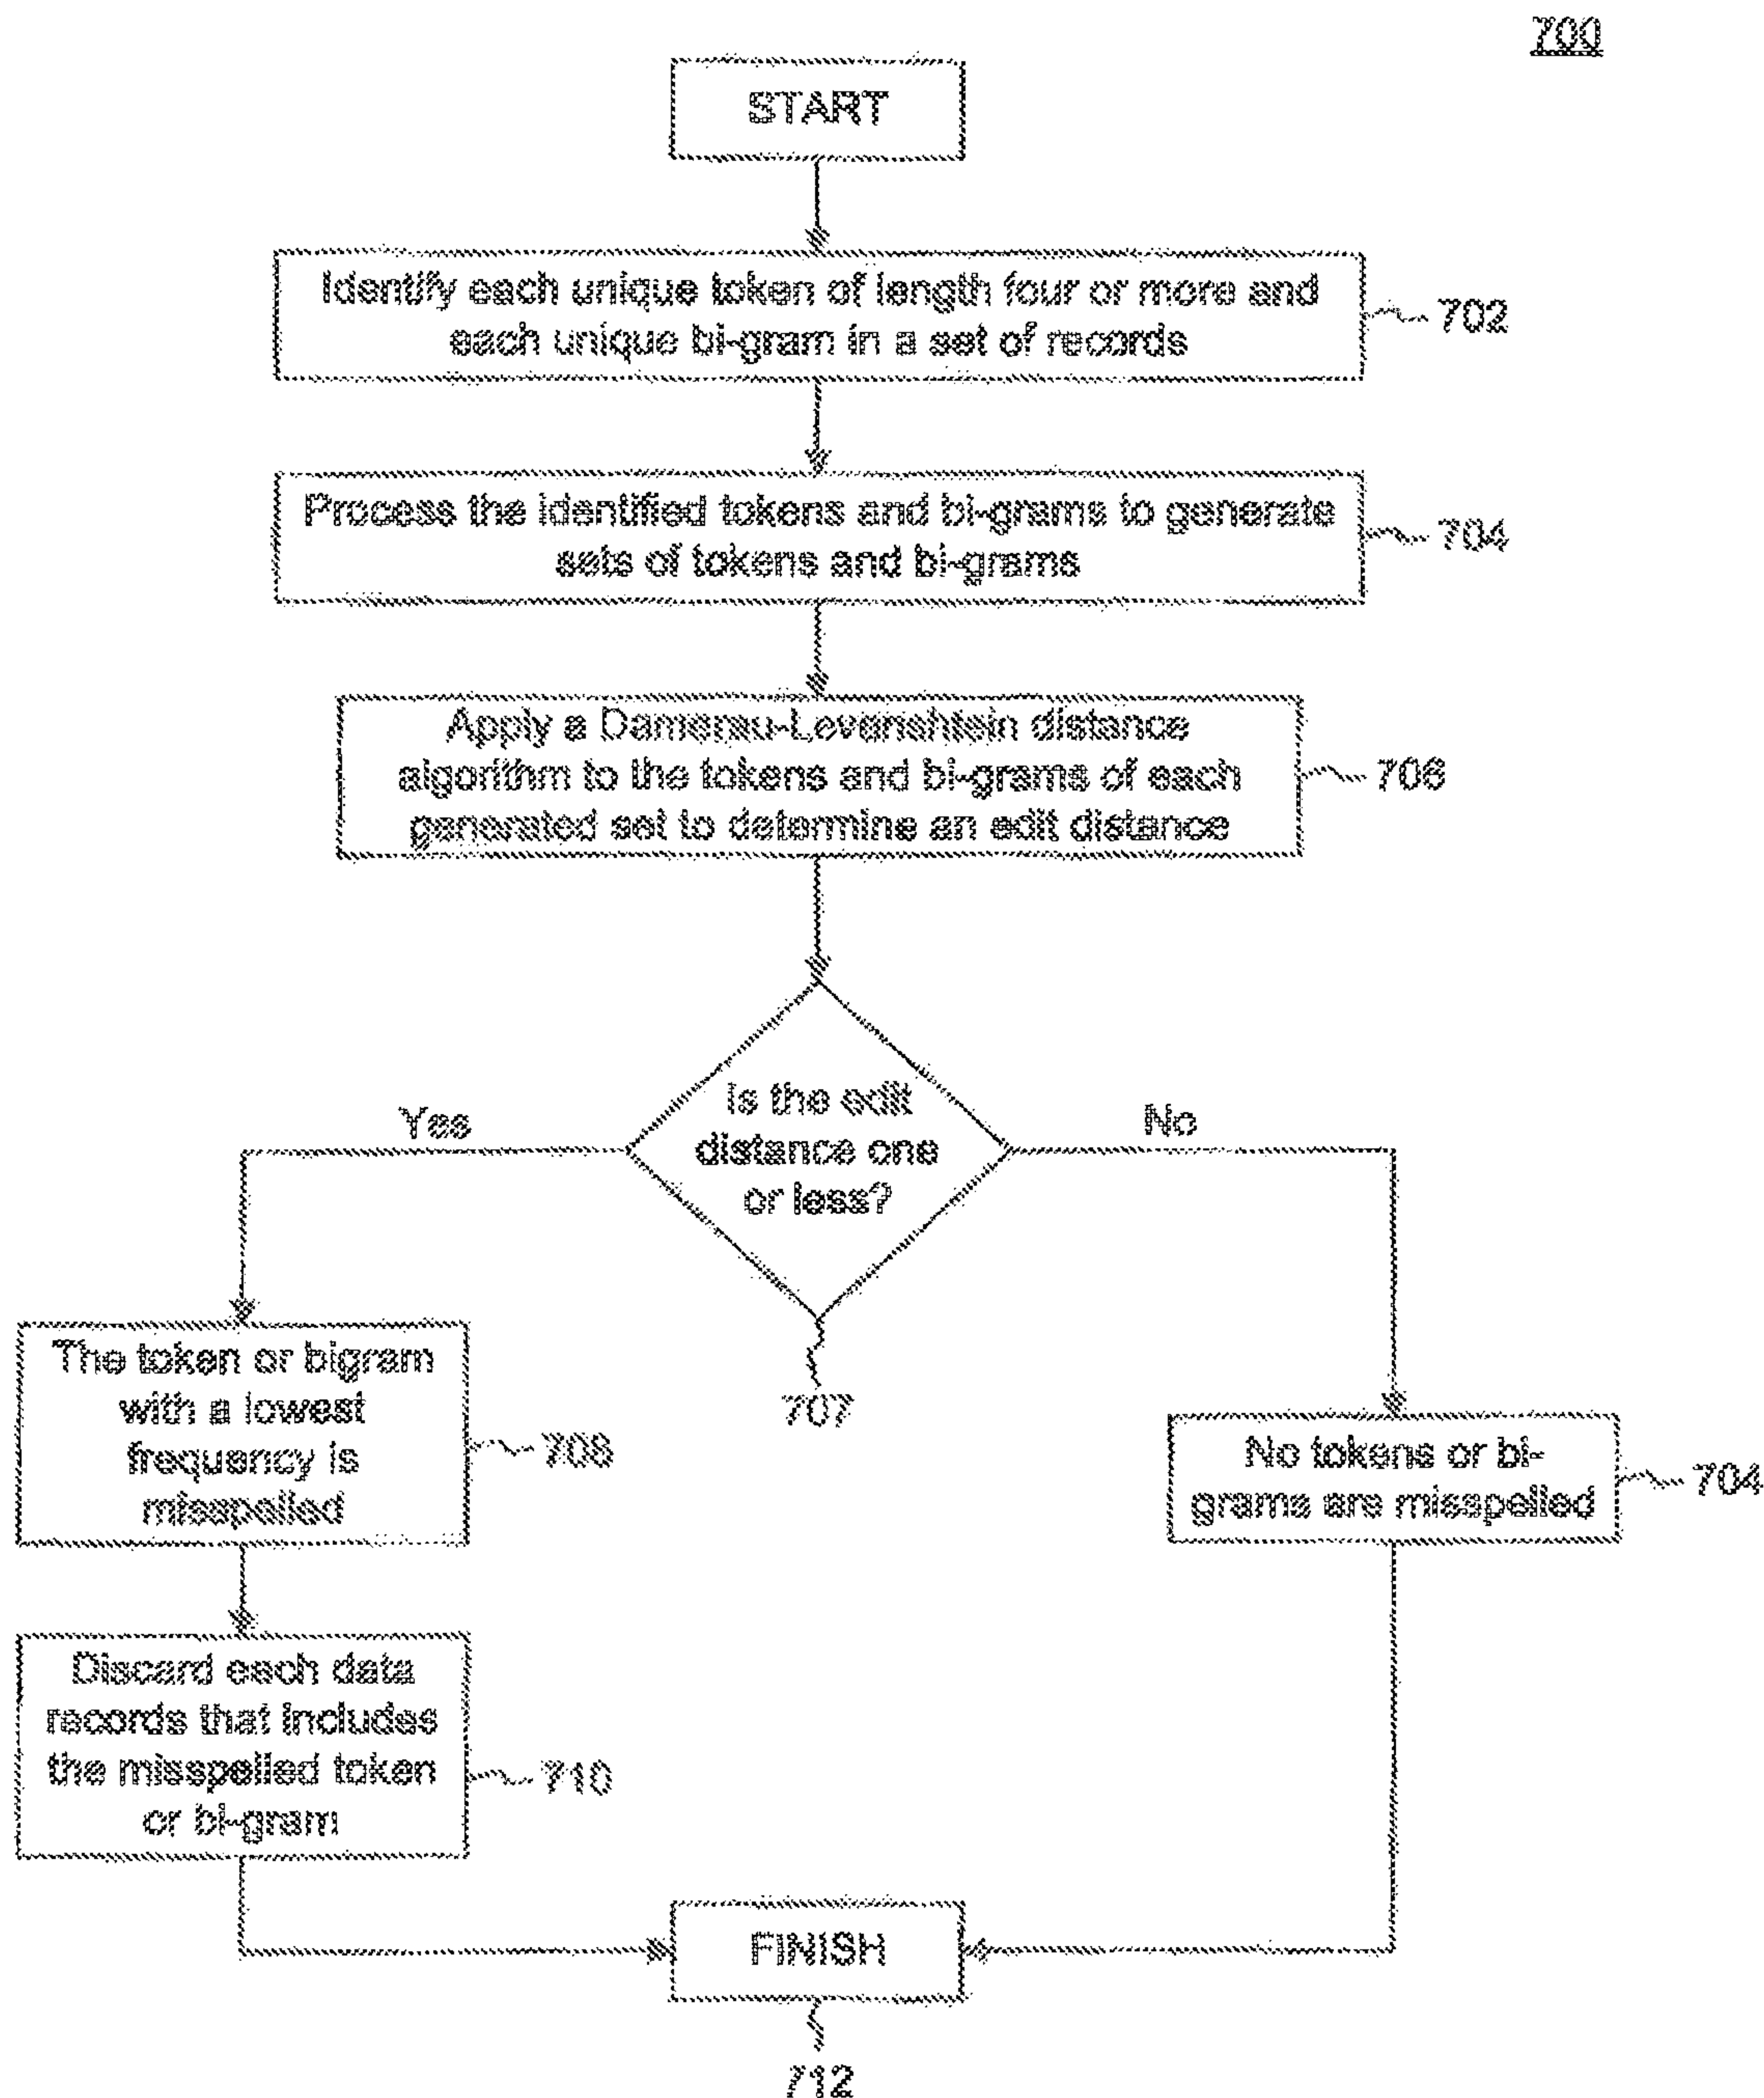 700
START
Identify each unique token of length four or more and
each unique bi-gram in a set of records
702
Process the identified tokens and bi-grams to generate
sets of tokens and bi-grams
704
Apply a Damerau-Levenshtein distance
algorithm to the tokens and bi-grams of each
generated set to determine an edit distance
706
Is the edit
distance one
or less?
Yes
No
707
The token or bigram
with a lowest
frequency is
misspelled
708
No tokens or bi-
grams are misspelled
704
Discard each data
records that includes
the misspelled token
or bi-gram
710
FINISH
712